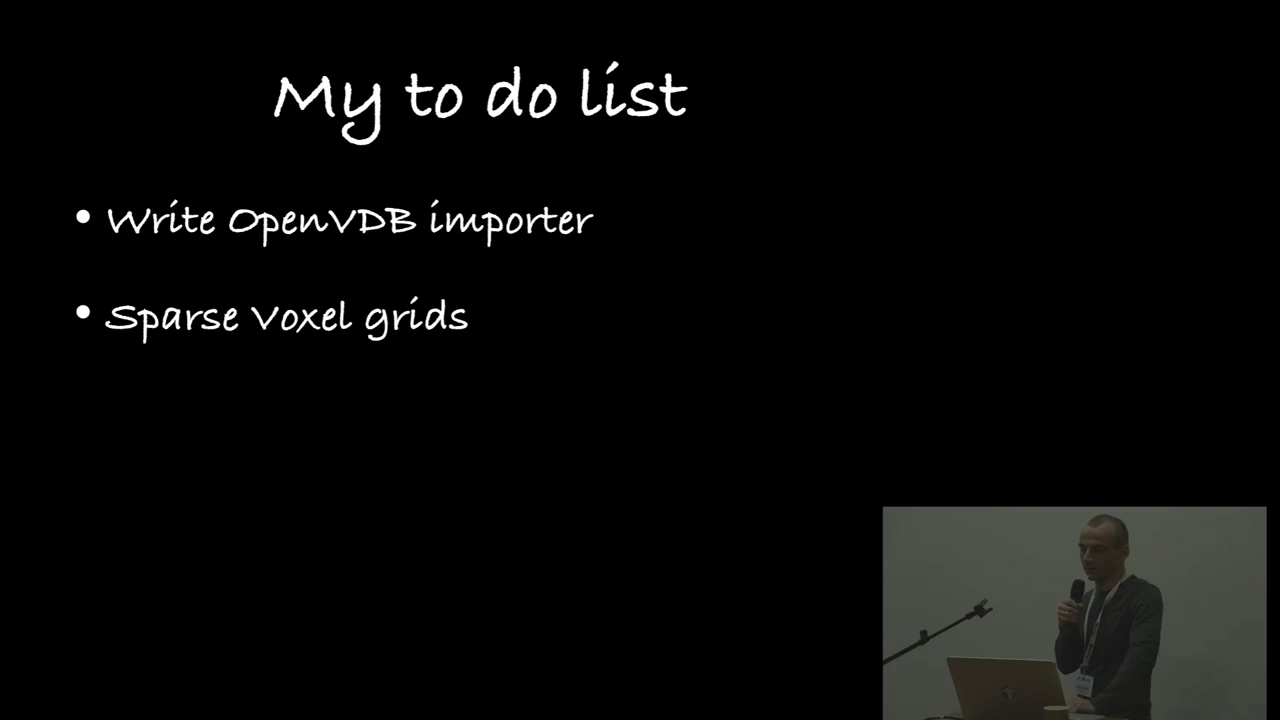 My to do list
• Write OpenVDB importer
• Sparse Voxel grids